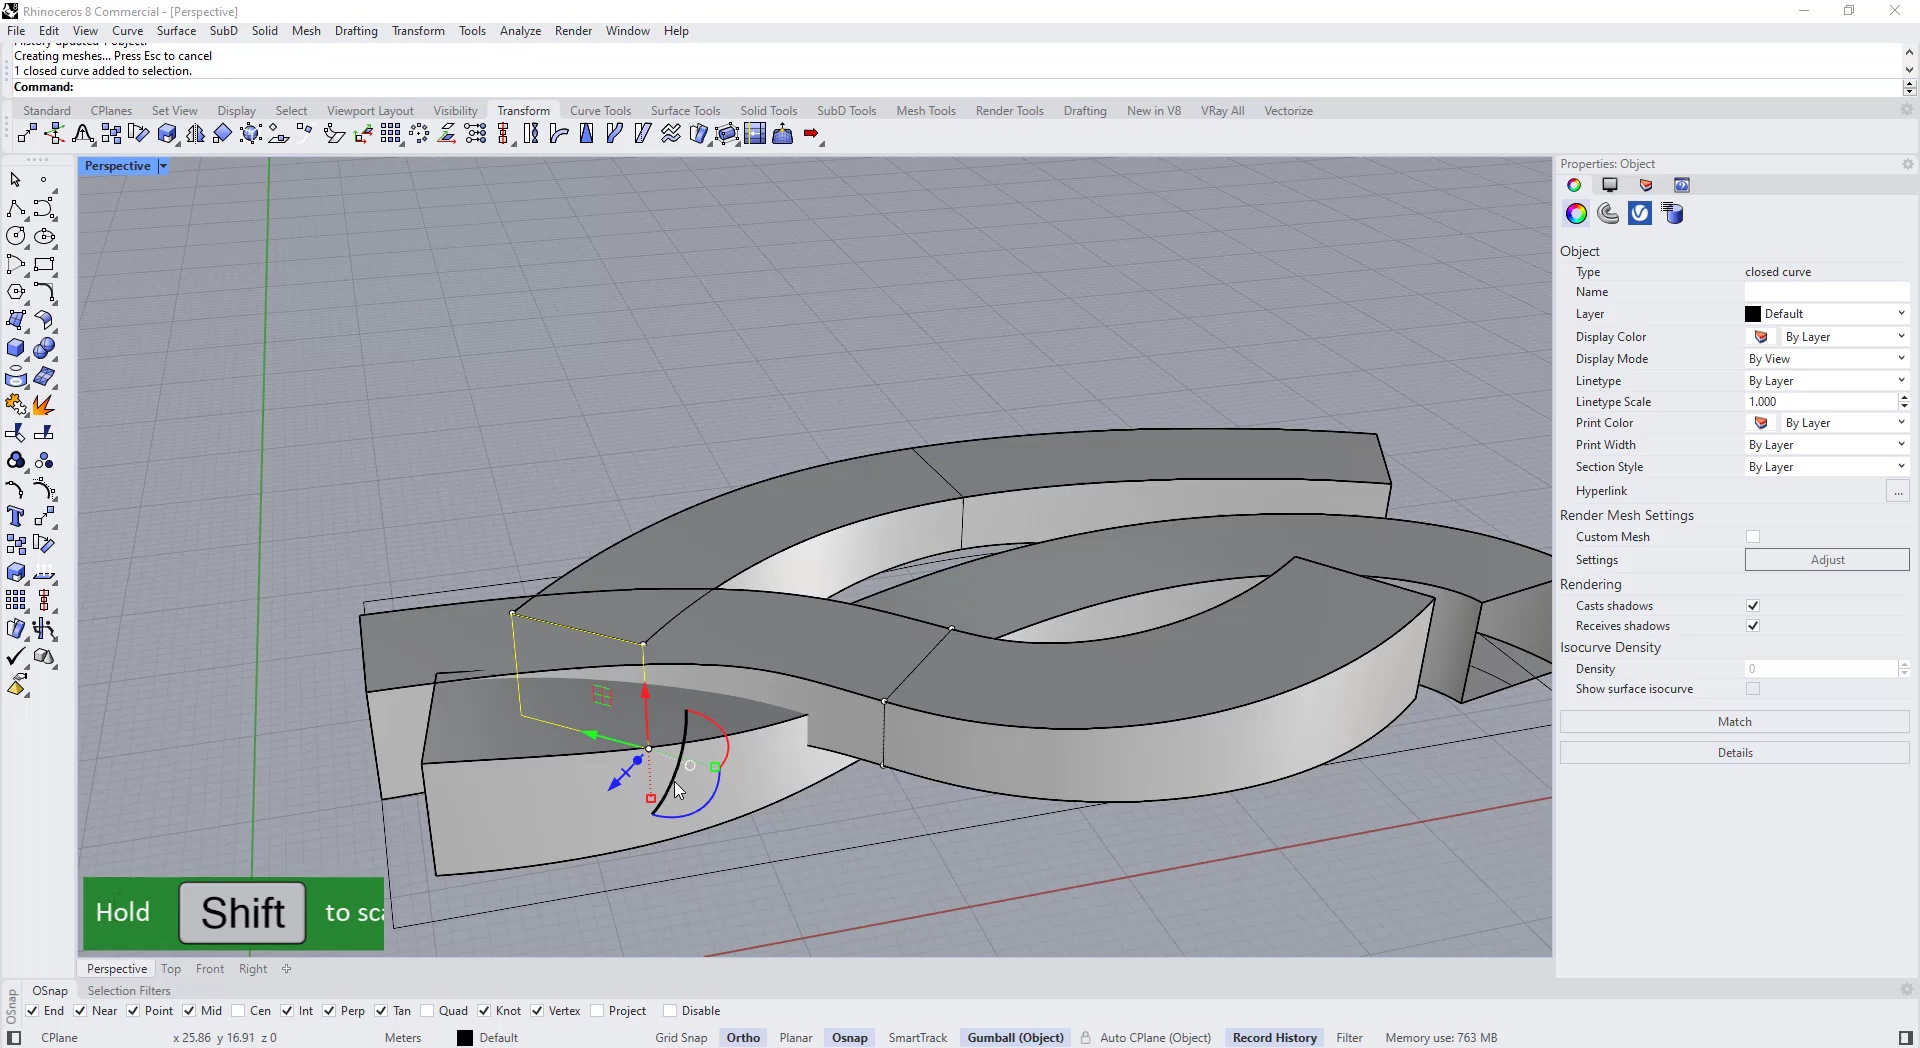 Rhinoceros 8 Commercial - [Perspective]
File Edit View Curve Surface SubD Solid Mesh Drafting Transform Tools Analyze Render Window Help
History updated 1 object.
Creating meshes... Press Esc to cancel
1 closed curve added to selection.
Command:
Standard CPlanes Set View Display Select Viewport Layout Visibility Transform Curve Tools Surface Tools Solid Tools SubD Tools Mesh Tools Render Tools Drafting New in V8 VRay All Vectorize
Perspective
Properties: Object
Object
Type closed curve
Name
Layer Default
Display Color By Layer
Display Mode By View
Linetype By Layer
Linetype Scale 1.000
Print Color By Layer
Print Width By Layer
Section Style By Layer
Hyperlink ...
Render Mesh Settings
Custom Mesh
Settings Adjust
Rendering
Casts shadows
Receives shadows
Isocurve Density
Density 0
Show surface isocurve
Match
Details
Hold Shift to sca
Perspective Top Front Right
OSnap Selection Filters
OSnap
End Near Point Mid Cen Int Perp Tan Quad Knot Vertex Project Disable
CPlane x 25.86 y 16.91 z 0 Meters Default Grid Snap Ortho Planar Osnap SmartTrack Gumball (Object) Auto CPlane (Object) Record History Filter Memory use: 763 MB